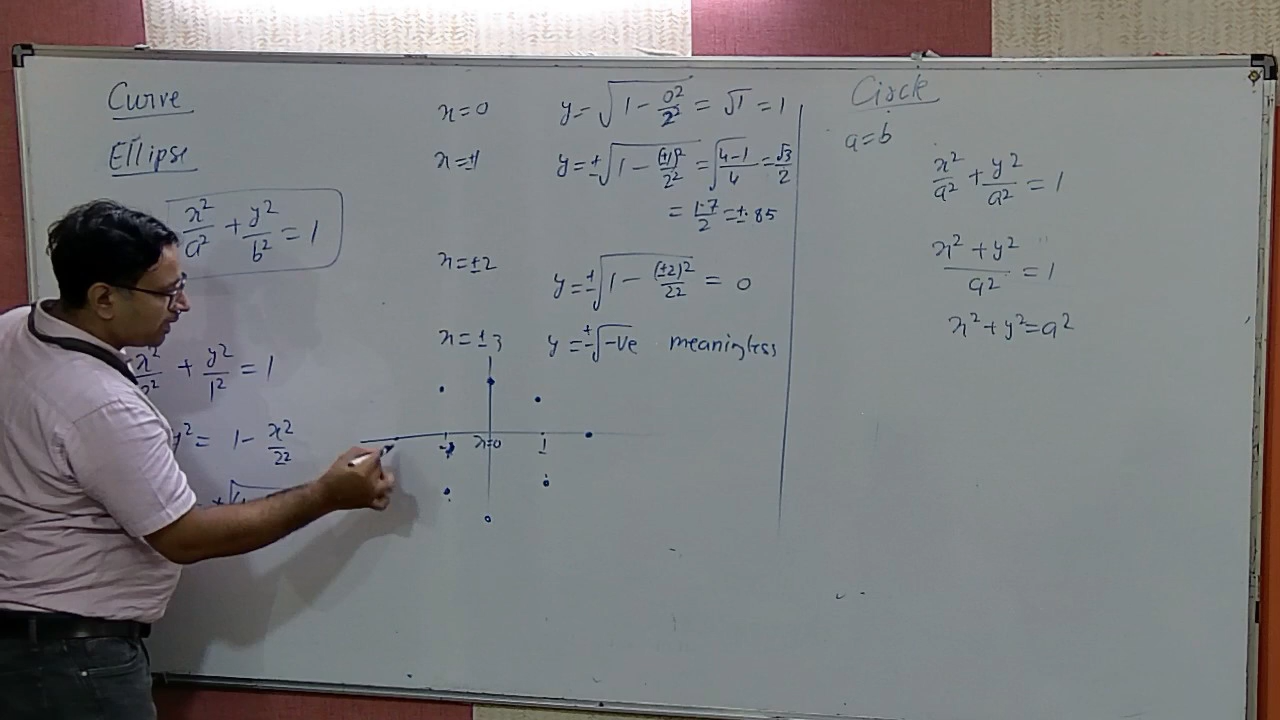 Curve
Ellipse
x²/a² + y²/b² = 1
x²/2² + y²/1² = 1
y² = 1 - x²/2²
x=0 y = √(1 - 0²/2²) = √1 = 1
x=±1 y = ±√(1 - (±1)²/2²) = √((4-1)/4) = √3/2
= 1.7/2 = ±.85
x=±2 y = ±√(1 - (±2)²/22) = 0
x=±3 y = ±√-ve meaningless
x=0 1
Circle
a=b
x²/a² + y²/a² = 1
(x² + y²)/a² = 1
x² + y² = a²